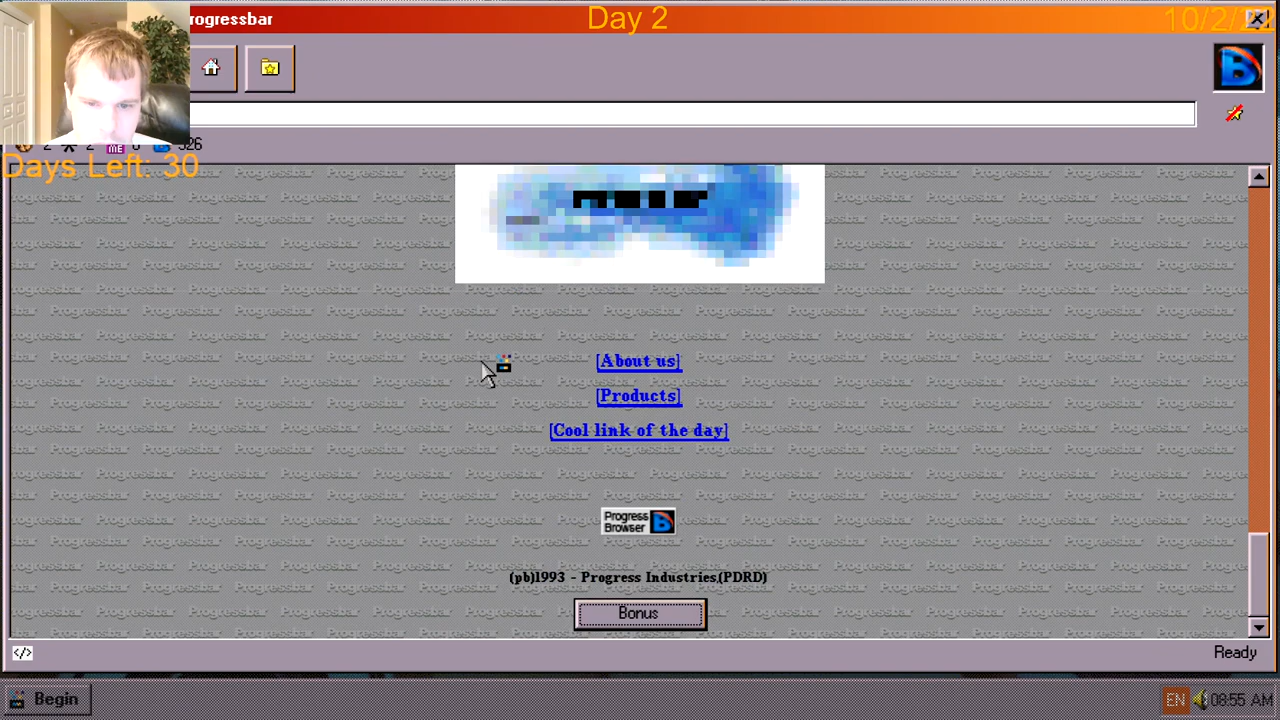 rogressbar
Day 2
Days Left: 30
[About us]
[Products]
[Cool link of the day]
Progress
Browser
(pb)1993 - Progress Industries,(PDRD)
Bonus
</> Ready
Begin
EN 08:55 AM